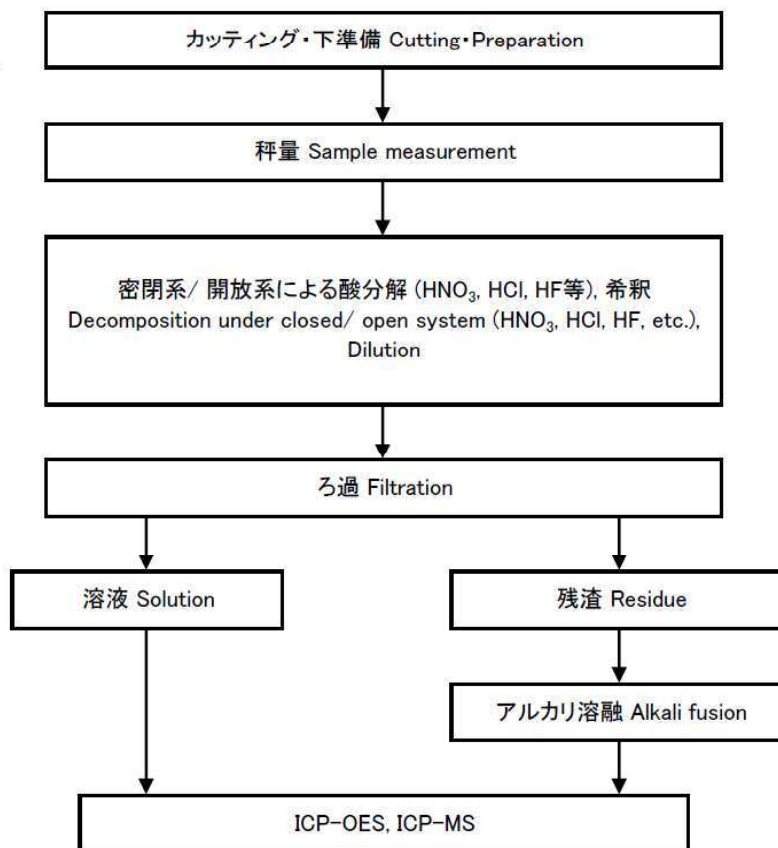 カッティング・下準備 Cutting・Preparation
秤量 Sample measurement
密閉系/ 開放系による酸分解 (HNO₃, HCl, HF等), 希釈
Decomposition under closed/ open system (HNO₃, HCl, HF, etc.),
Dilution
ろ過 Filtration
溶液 Solution
残渣 Residue
アルカリ溶融 Alkali fusion
ICP-OES, ICP-MS